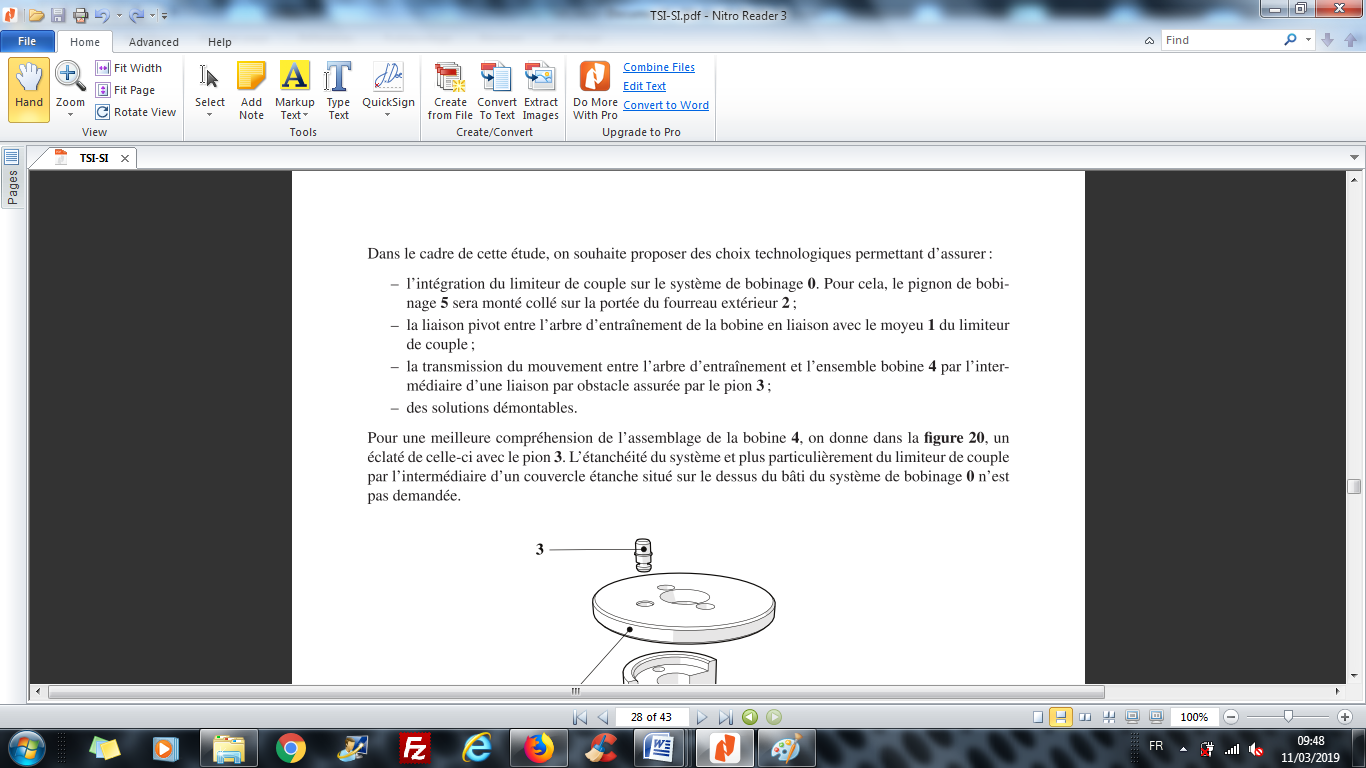 TSI-SI.pdf - Nitro Reader 3
File
Home
Advanced
Help
Find
Hand
Zoom
Fit Width
Fit Page
Rotate View
View
Select
Add
Note
Markup
Text
Type
Text
QuickSign
Tools
Create
from File
Convert
To Text
Extract
Images
Create/Convert
Do More
With Pro
Combine Files
Edit Text
Convert to Word
Upgrade to Pro
Pages
TSI-SI
Dans le cadre de cette étude, on souhaite proposer des choix technologiques permettant d’assurer :
– l’intégration du limiteur de couple sur le système de bobinage 0. Pour cela, le pignon de bobi-
nage 5 sera monté collé sur la portée du fourreau extérieur 2 ;
– la liaison pivot entre l’arbre d’entraînement de la bobine en liaison avec le moyeu 1 du limiteur
de couple ;
– la transmission du mouvement entre l’arbre d’entraînement et l’ensemble bobine 4 par l’inter-
médiaire d’une liaison par obstacle assurée par le pion 3 ;
– des solutions démontables.
Pour une meilleure compréhension de l’assemblage de la bobine 4, on donne dans la figure 20, un
éclaté de celle-ci avec le pion 3. L’étanchéité du système et plus particulièrement du limiteur de couple
par l’intermédiaire d’un couvercle étanche situé sur le dessus du bâti du système de bobinage 0 n’est
pas demandée.
3
28 of 43
100%
FR
09:48
11/03/2019